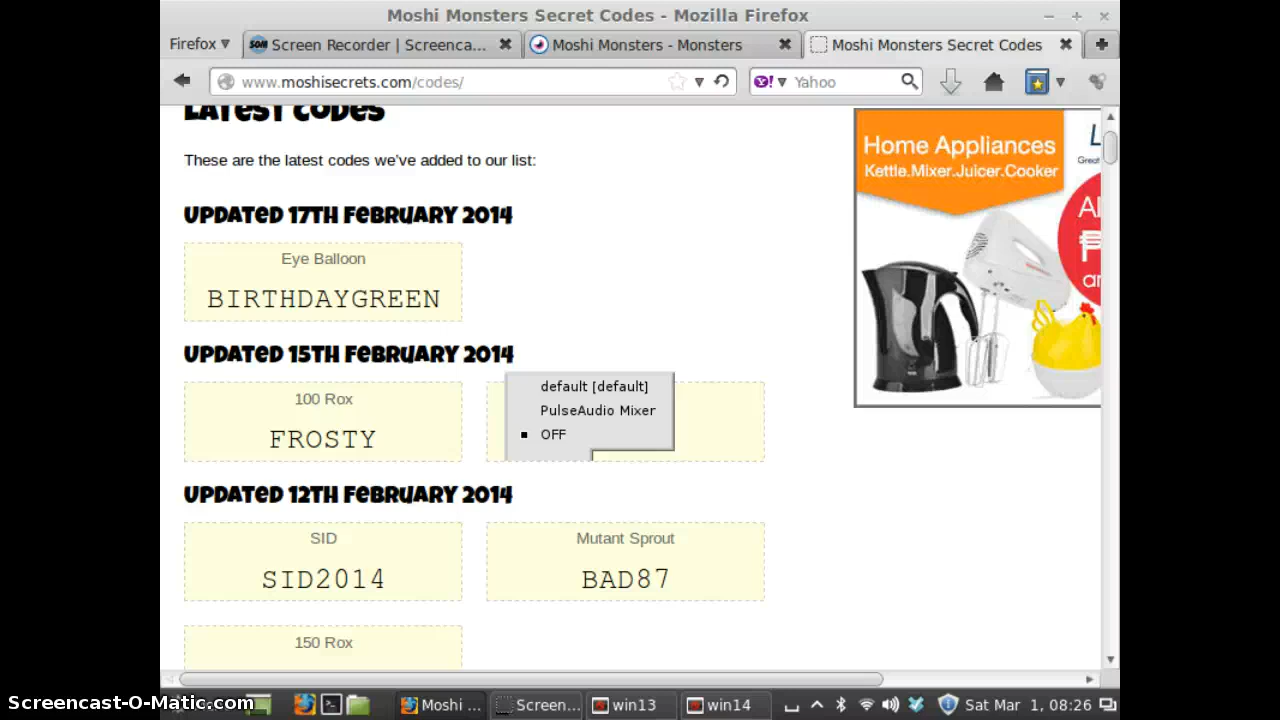 Moshi Monsters Secret Codes - Mozilla Firefox
Firefox
Screen Recorder | Screenca...
Moshi Monsters - Monsters
Moshi Monsters Secret Codes
www.moshisecrets.com/codes/
Yahoo
Latest Codes
These are the latest codes we've added to our list:
Updated 17th February 2014
Eye Balloon
BIRTHDAYGREEN
Updated 15th February 2014
100 Rox
FROSTY
default [default]
PulseAudio Mixer
OFF
Updated 12th February 2014
SID
SID2014
Mutant Sprout
BAD87
150 Rox
Home Appliances
Kettle.Mixer.Juicer.Cooker
Screencast-O-Matic.com
Moshi ...
Screen...
win13
win14
Sat Mar 1, 08:26